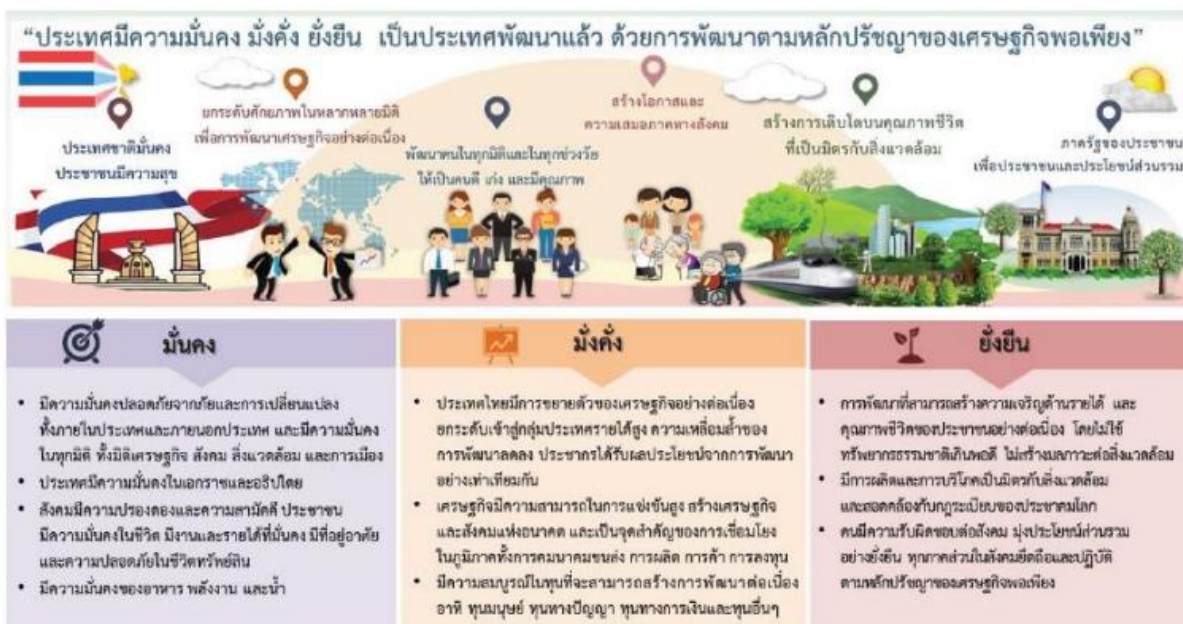 “ประเทศมีความมั่นคง มั่งคั่ง ยั่งยืน เป็นประเทศพัฒนาแล้ว ด้วยการพัฒนาตามหลักปรัชญาของเศรษฐกิจพอเพียง”
ประเทศชาติมั่นคง
ประชาชนมีความสุข
ยกระดับศักยภาพในหลากหลายมิติ
เพื่อการพัฒนาเศรษฐกิจอย่างต่อเนื่อง
พัฒนาคนในทุกมิติและในทุกช่วงวัย
ให้เป็นคนดี เก่ง และมีคุณภาพ
สร้างโอกาสและ
ความเสมอภาคทางสังคม
สร้างการเติบโตบนคุณภาพชีวิต
ที่เป็นมิตรกับสิ่งแวดล้อม
ภาครัฐของประชาชน
เพื่อประชาชนและประโยชน์ส่วนรวม
มั่นคง
• มีความมั่นคงปลอดภัยจากภัยและการเปลี่ยนแปลง
ทั้งภายในประเทศและภายนอกประเทศ และมีความมั่นคง
ในทุกมิติ ทั้งมิติเศรษฐกิจ สังคม สิ่งแวดล้อม และการเมือง
• ประเทศมีความมั่นคงในเอกราชและอธิปไตย
• สังคมมีความปรองดองและความสามัคคี ประชาชน
มีความมั่นคงในชีวิต มีงานและรายได้ที่มั่นคง มีที่อยู่อาศัย
และความปลอดภัยในชีวิตทรัพย์สิน
• มีความมั่นคงของอาหาร พลังงาน และน้ำ
มั่งคั่ง
• ประเทศไทยมีการขยายตัวของเศรษฐกิจอย่างต่อเนื่อง
ยกระดับเข้าสู่กลุ่มประเทศรายได้สูง ความเหลื่อมล้ำของ
การพัฒนาลดลง ประชากรได้รับผลประโยชน์จากการพัฒนา
อย่างเท่าเทียมกัน
• เศรษฐกิจมีความสามารถในการแข่งขันสูง สร้างเศรษฐกิจ
และสังคมแห่งอนาคต และเป็นจุดสำคัญของการเชื่อมโยง
ในภูมิภาคทั้งการคมนาคมขนส่ง การผลิต การค้า การลงทุน
• มีความสมบูรณ์ในทุนที่จะสามารถสร้างการพัฒนาต่อเนื่อง
อาทิ ทุนมนุษย์ ทุนทางปัญญา ทุนทางการเงินและทุนอื่นๆ
ยั่งยืน
• การพัฒนาที่สามารถสร้างความเจริญด้านรายได้ และ
คุณภาพชีวิตของประชาชนอย่างต่อเนื่อง โดยไม่ใช้
ทรัพยากรธรรมชาติเกินพอดี ไม่สร้างมลภาวะต่อสิ่งแวดล้อม
• มีการผลิตและการบริโภคเป็นมิตรกับสิ่งแวดล้อม
และสอดคล้องกับกฎระเบียบของประชาคมโลก
• คนมีความรับผิดชอบต่อสังคม มุ่งประโยชน์ส่วนรวม
อย่างยั่งยืน ทุกภาคส่วนในสังคมยึดถือและปฏิบัติ
ตามหลักปรัชญาของเศรษฐกิจพอเพียง